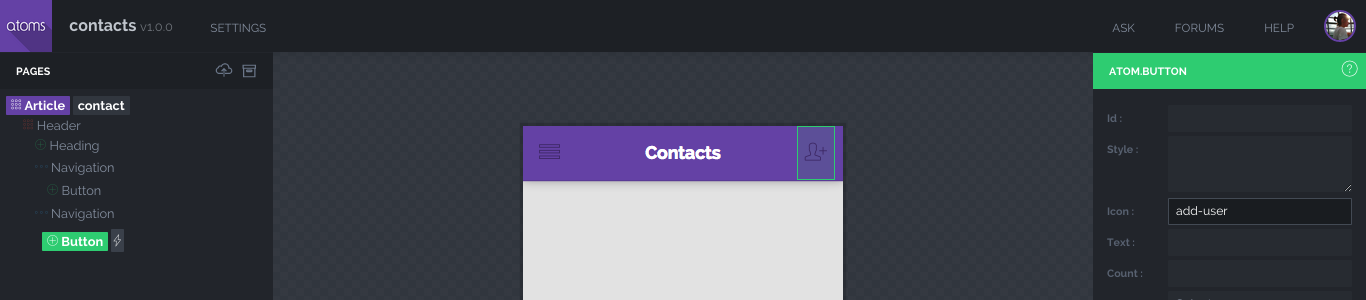 atoms contacts v1.0.0 SETTINGS ASK FORUMS HELP
PAGES
Article contact
Header
Heading
Navigation
Button
Navigation
Button
Contacts
ATOM.BUTTON ?
Id :
Style :
Icon : add-user
Text :
Count :